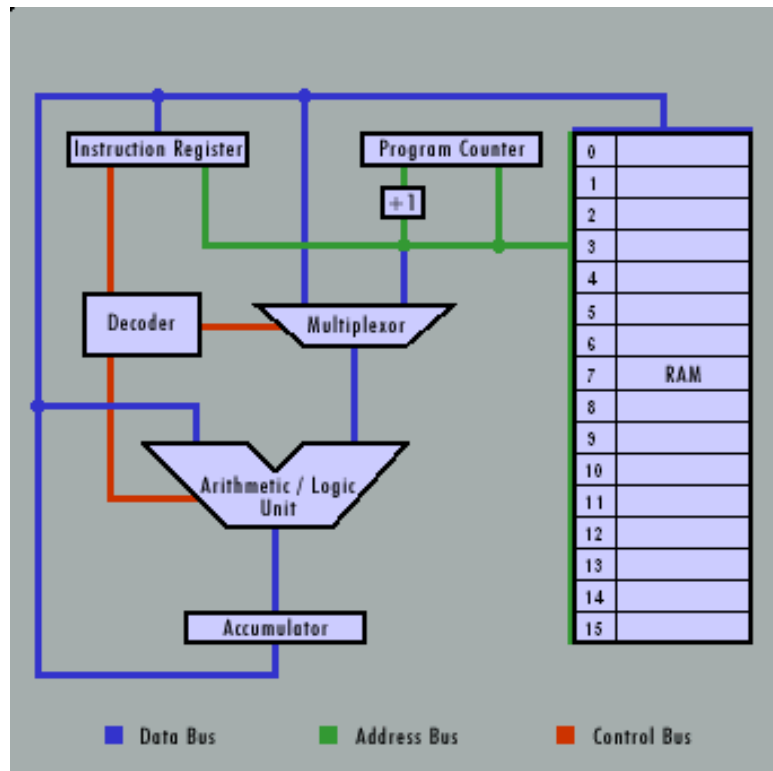 Instruction Register
Program Counter
+1
Decoder
Multiplexor
Arithmetic / Logic
Unit
Accumulator
0
1
2
3
4
5
6
7 RAM
8
9
10
11
12
13
14
15
Data Bus
Address Bus
Control Bus